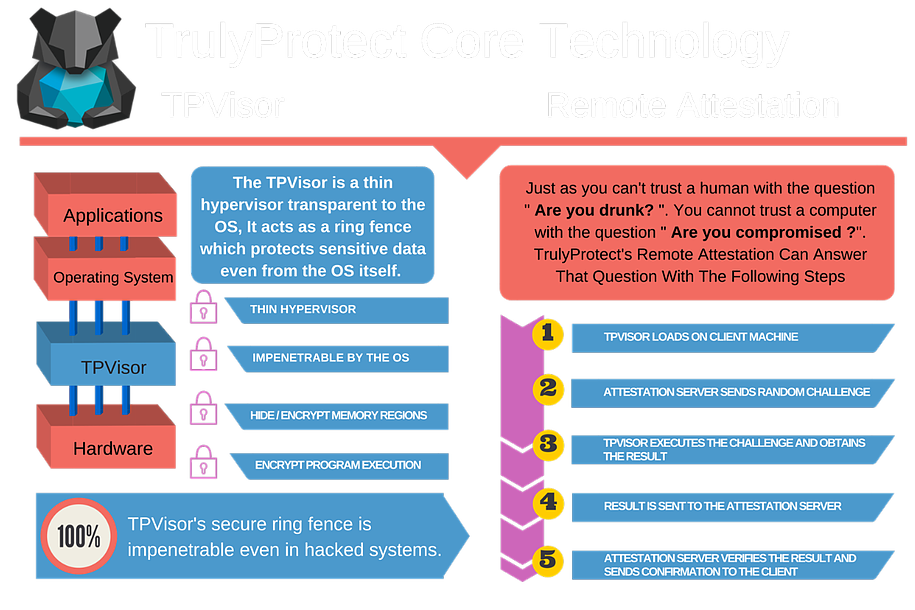 TrulyProtect Core Technology
TPVisor
Remote Attestation
Applications
Operating System
TPVisor
Hardware
The TPVisor is a thin
hypervisor transparent to the
OS, It acts as a ring fence
which protects sensitive data
even from the OS itself.
THIN HYPERVISOR
IMPENETRABLE BY THE OS
HIDE / ENCRYPT MEMORY REGIONS
ENCRYPT PROGRAM EXECUTION
100%
TPVisor's secure ring fence is
impenetrable even in hacked systems.
Just as you can't trust a human with the question
" Are you drunk? ". You cannot trust a computer
with the question " Are you compromised ?".
TrulyProtect's Remote Attestation Can Answer
That Question With The Following Steps
1
TPVISOR LOADS ON CLIENT MACHINE
2
ATTESTATION SERVER SENDS RANDOM CHALLENGE
3
TPVISOR EXECUTES THE CHALLENGE AND OBTAINS
THE RESULT
4
RESULT IS SENT TO THE ATTESTATION SERVER
5
ATTESTATION SERVER VERIFIES THE RESULT AND
SENDS CONFIRMATION TO THE CLIENT